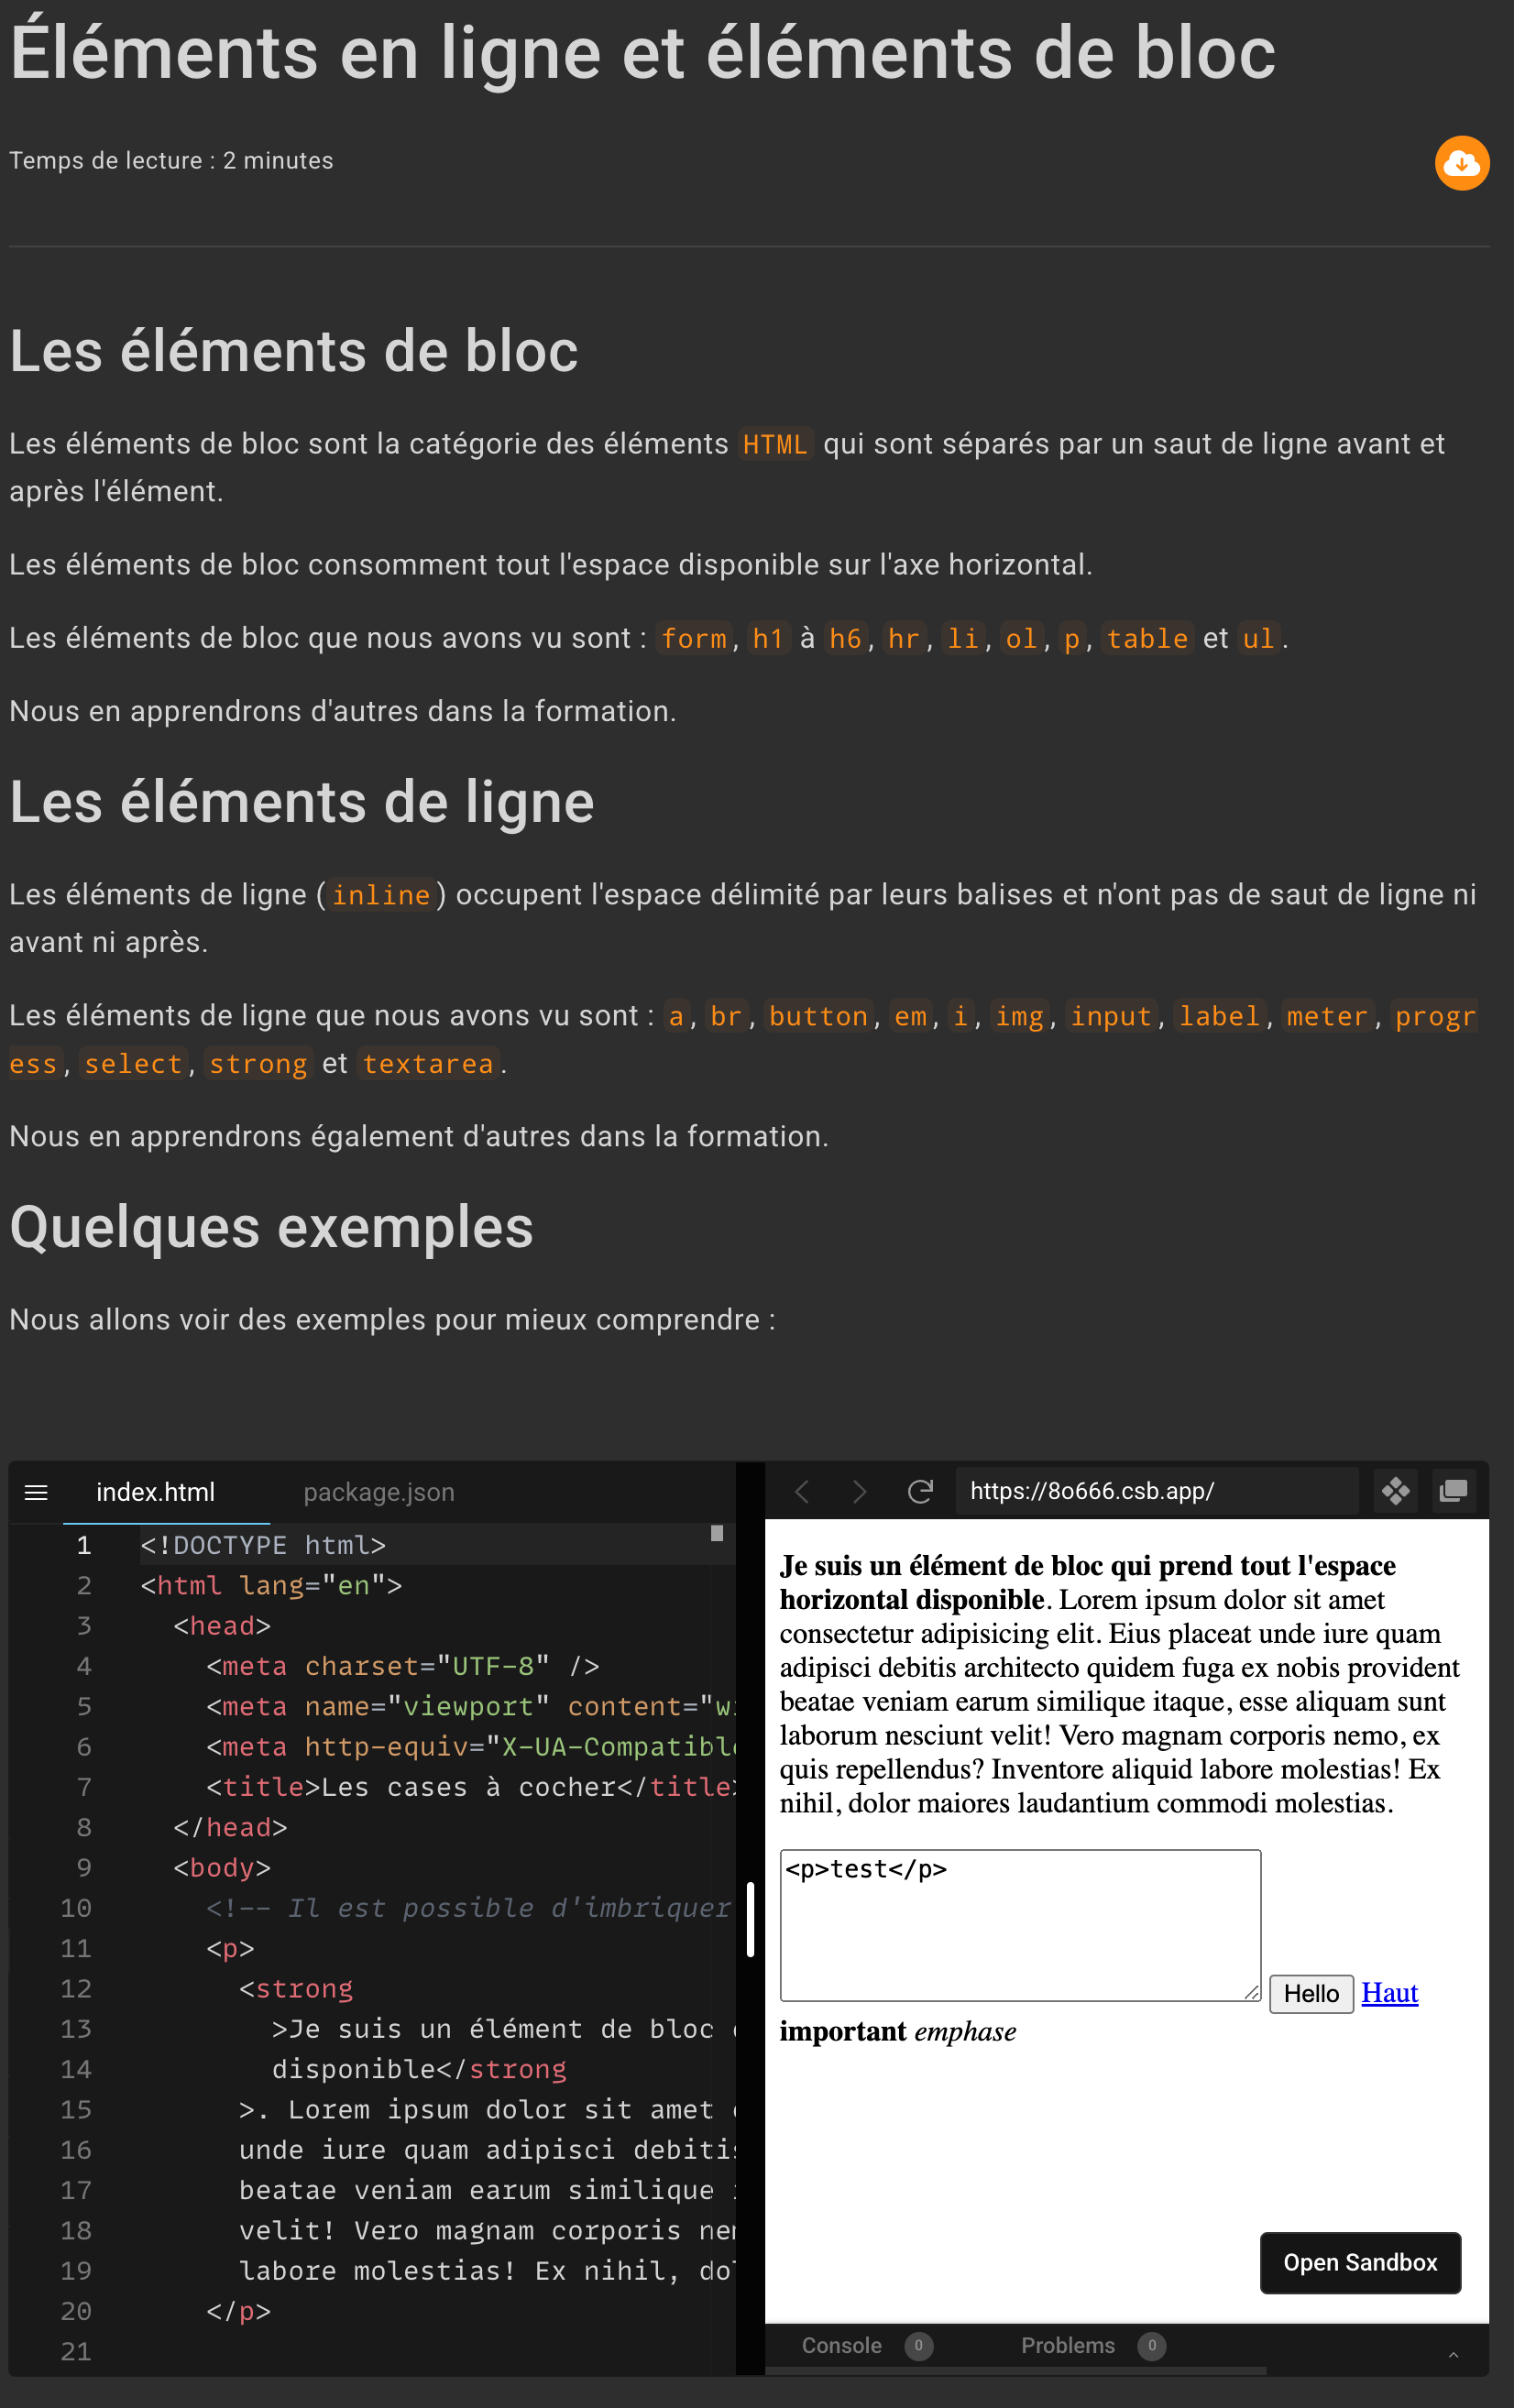 Éléments en ligne et éléments de bloc
Temps de lecture : 2 minutes
Les éléments de bloc
Les éléments de bloc sont la catégorie des éléments HTML qui sont séparés par un saut de ligne avant et
après l'élément.
Les éléments de bloc consomment tout l'espace disponible sur l'axe horizontal.
Les éléments de bloc que nous avons vu sont : form, h1 à h6, hr, li, ol, p, table et ul.
Nous en apprendrons d'autres dans la formation.
Les éléments de ligne
Les éléments de ligne (inline) occupent l'espace délimité par leurs balises et n'ont pas de saut de ligne ni
avant ni après.
Les éléments de ligne que nous avons vu sont : a, br, button, em, i, img, input, label, meter, progr
ess, select, strong et textarea.
Nous en apprendrons également d'autres dans la formation.
Quelques exemples
Nous allons voir des exemples pour mieux comprendre :
index.html package.json
1 <!DOCTYPE html>
2 <html lang="en">
3 <head>
4 <meta charset="UTF-8" />
5 <meta name="viewport" content="wi
6 <meta http-equiv="X-UA-Compatible
7 <title>Les cases à cocher</title>
8 </head>
9 <body>
10 <!-- Il est possible d'imbriquer
11 <p>
12 <strong
13 >Je suis un élément de bloc
14 disponible</strong
15 >. Lorem ipsum dolor sit amet
16 unde iure quam adipisci debitis
17 beatae veniam earum similique
18 velit! Vero magnam corporis nem
19 labore molestias! Ex nihil, dol
20 </p>
21
https://8o666.csb.app/
Je suis un élément de bloc qui prend tout l'espace
horizontal disponible. Lorem ipsum dolor sit amet
consectetur adipisicing elit. Eius placeat unde iure quam
adipisci debitis architecto quidem fuga ex nobis provident
beatae veniam earum similique itaque, esse aliquam sunt
laborum nesciunt velit! Vero magnam corporis nemo, ex
quis repellendus? Inventore aliquid labore molestias! Ex
nihil, dolor maiores laudantium commodi molestias.
<p>test</p>
Hello Haut
important emphase
Open Sandbox
Console 0 Problems 0